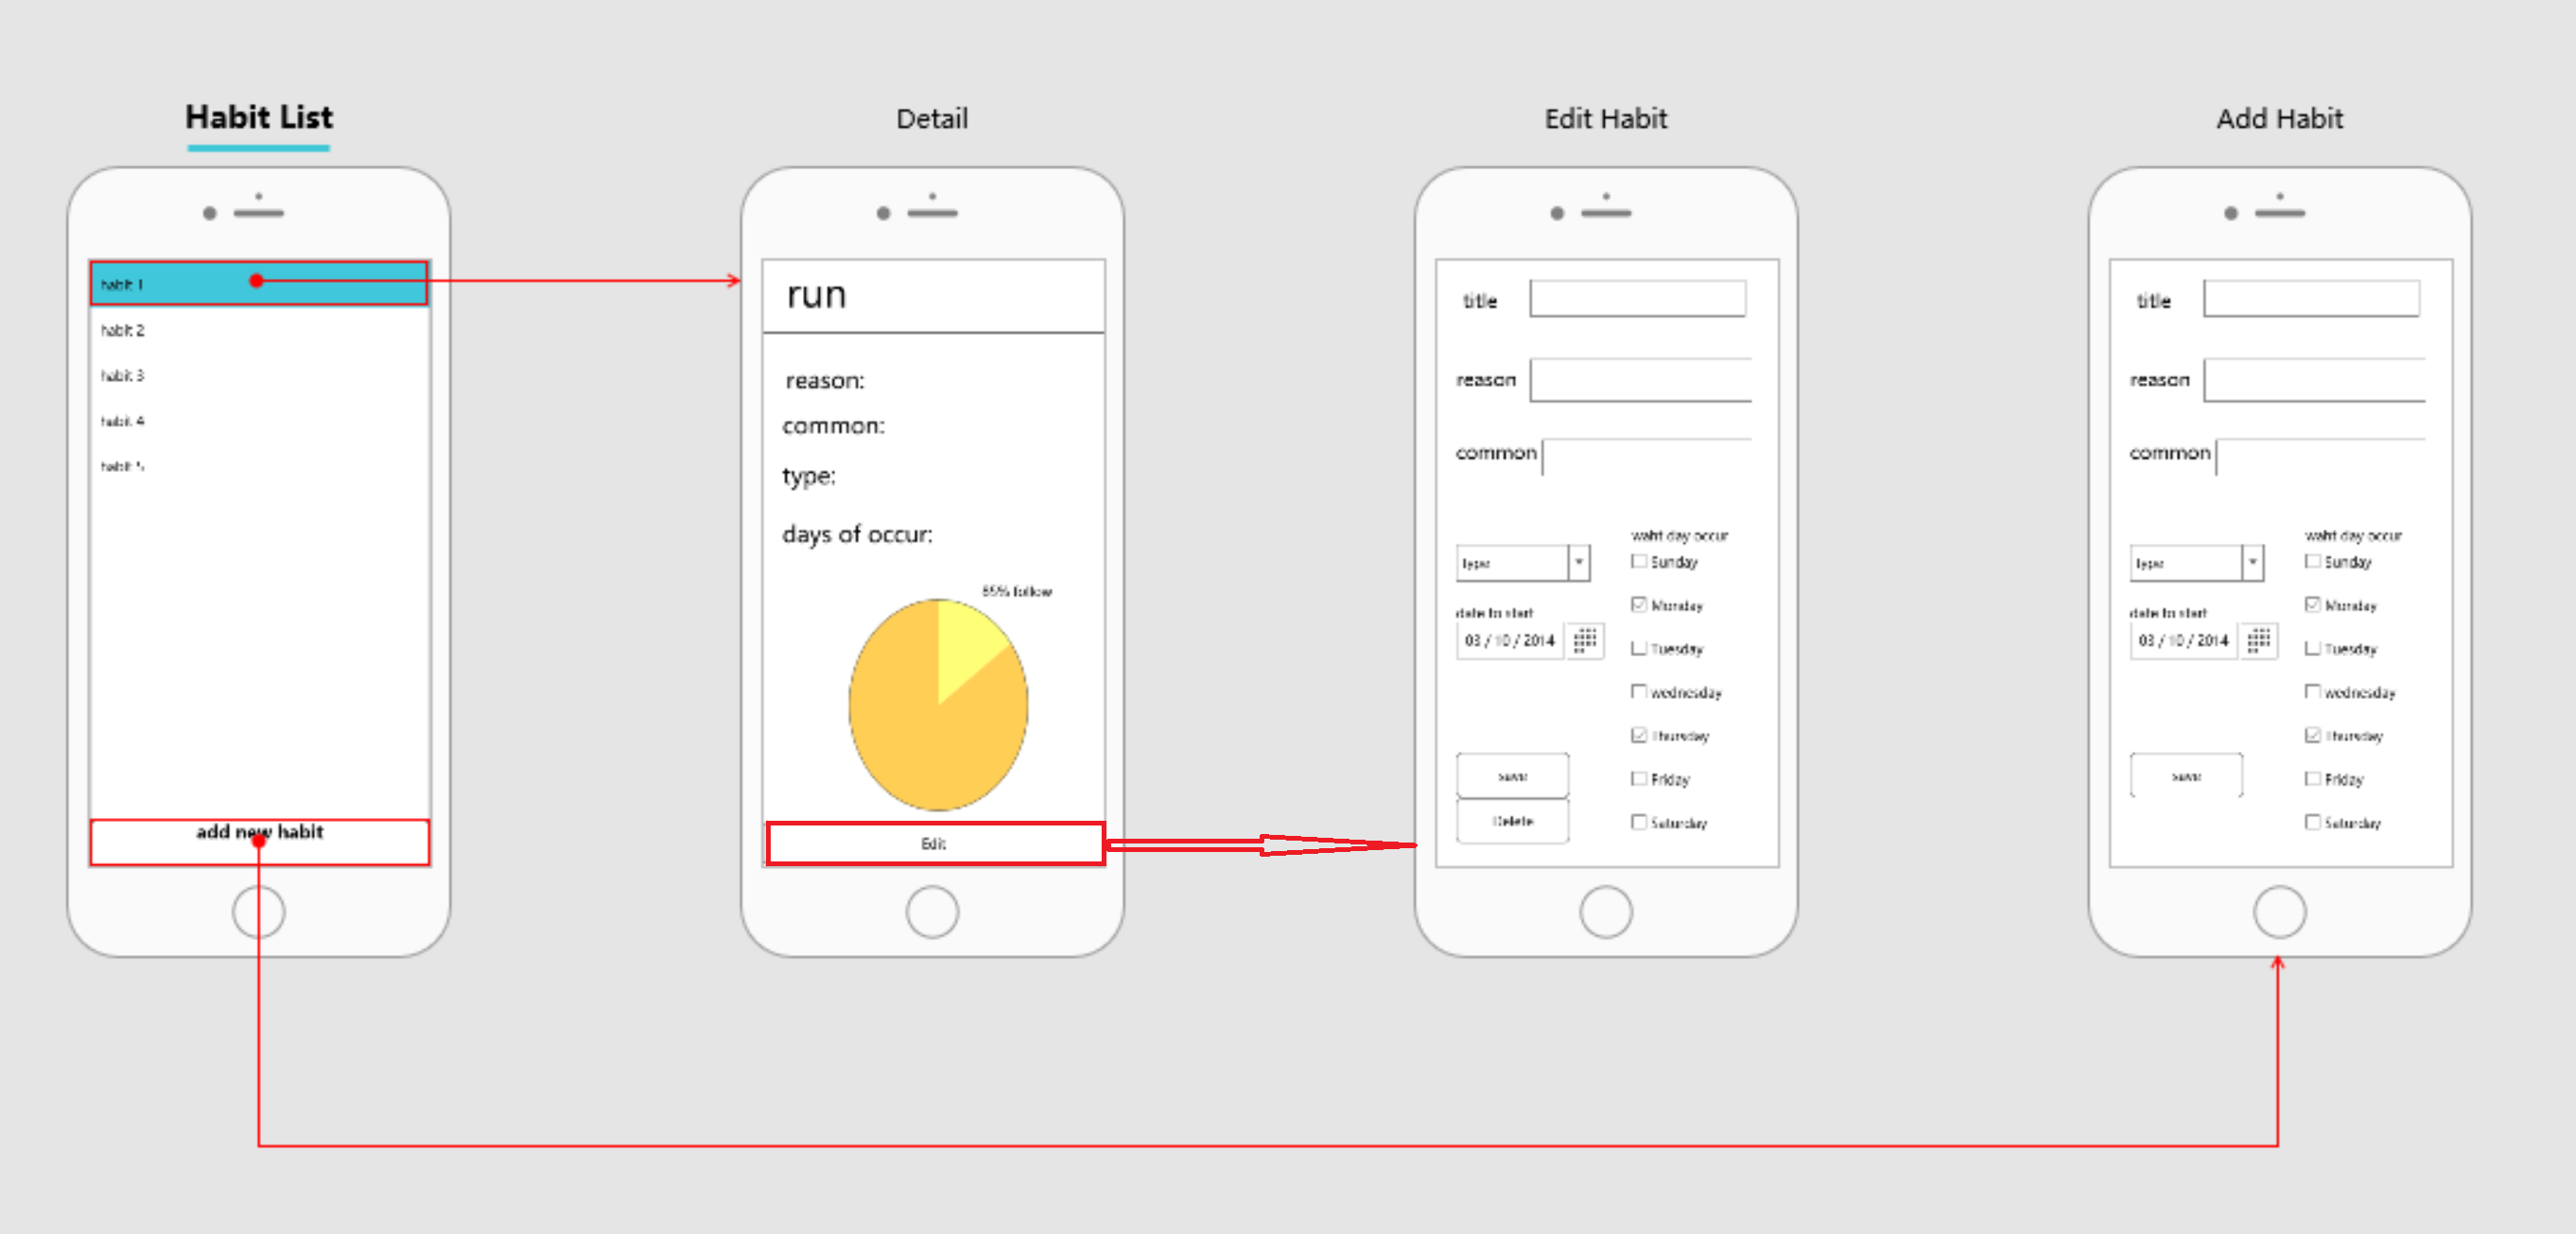 Habit List
habit 1
habit 2
habit 3
habit 4
habit 5
add new habit
Detail
run
reason:
common:
type:
days of occur:
85% follow
Edit
Edit Habit
title
reason
common
waht day occur
type
Sunday
Monday
date to start
03 / 10 / 2014
Tuesday
wednesday
Thursday
save
Friday
Delete
Saturday
Add Habit
title
reason
common
waht day occur
type
Sunday
Monday
date to start
03 / 10 / 2014
Tuesday
wednesday
Thursday
save
Friday
Saturday